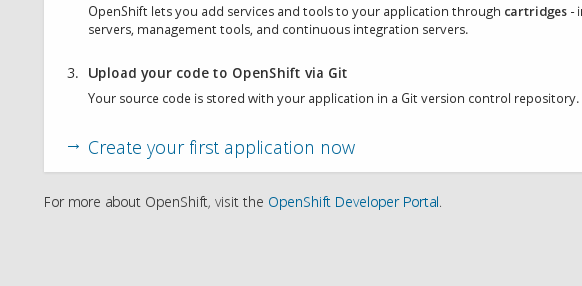 OpenShift lets you add services and tools to your application through cartridges -
servers, management tools, and continuous integration servers.
3. Upload your code to OpenShift via Git
Your source code is stored with your application in a Git version control repository.
→ Create your first application now
For more about OpenShift, visit the OpenShift Developer Portal.